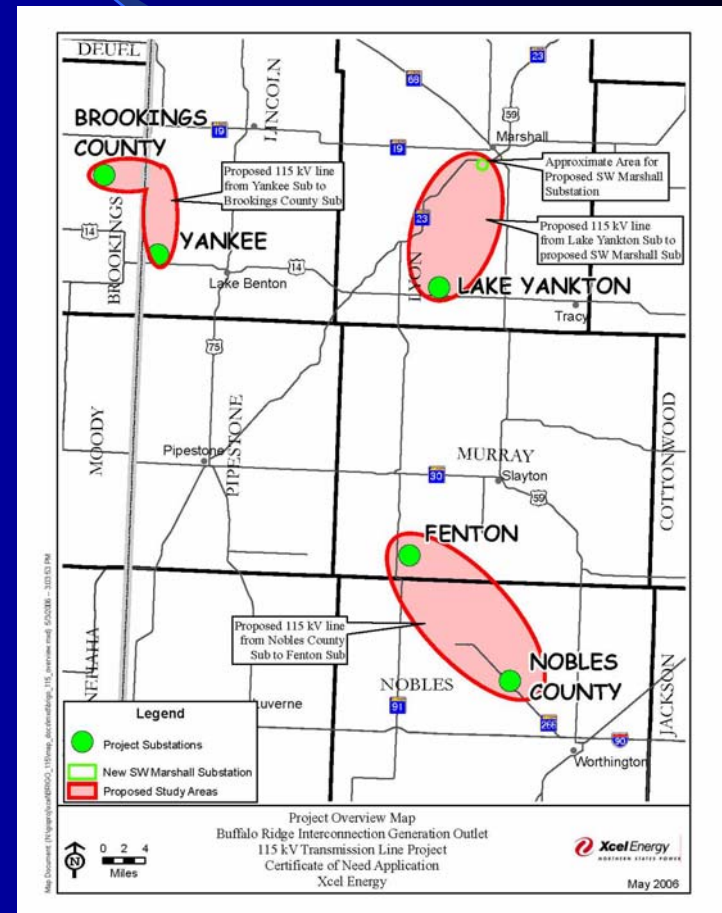 DEUEL
23
68
LINCOLN
59
BROOKINGS
COUNTY
19
Marshall
19
Approximate Area for
Proposed SW Marshall
Substation
Proposed 115 kV line
from Yankee Sub to
Brookings County Sub
23
Proposed 115 kV line
from Lake Yankton Sub to
proposed SW Marshall Sub
BROOKINGS
14
YANKEE
14
Lake Benton
LYON
LAKE YANKTON
Tracy
75
MOODY
PIPESTONE
COTTONWOOD
Pipestone
MURRAY
30
Slayton
59
FENTON
Proposed 115 kV line
from Nobles County
Sub to Fenton Sub
NEHAHA
NOBLES
COUNTY
NOBLES
JACKSON
uverne
91
266
90
Worthington
Legend
Project Substations
New SW Marshall Substation
Proposed Study Areas
Project Overview Map
Buffalo Ridge Interconnection Generation Outlet
115 kV Transmission Line Project
Certificate of Need Application
Xcel Energy
N
0 2 4
Miles
Xcel Energy
NORTHERN STATES POWER
May 2006